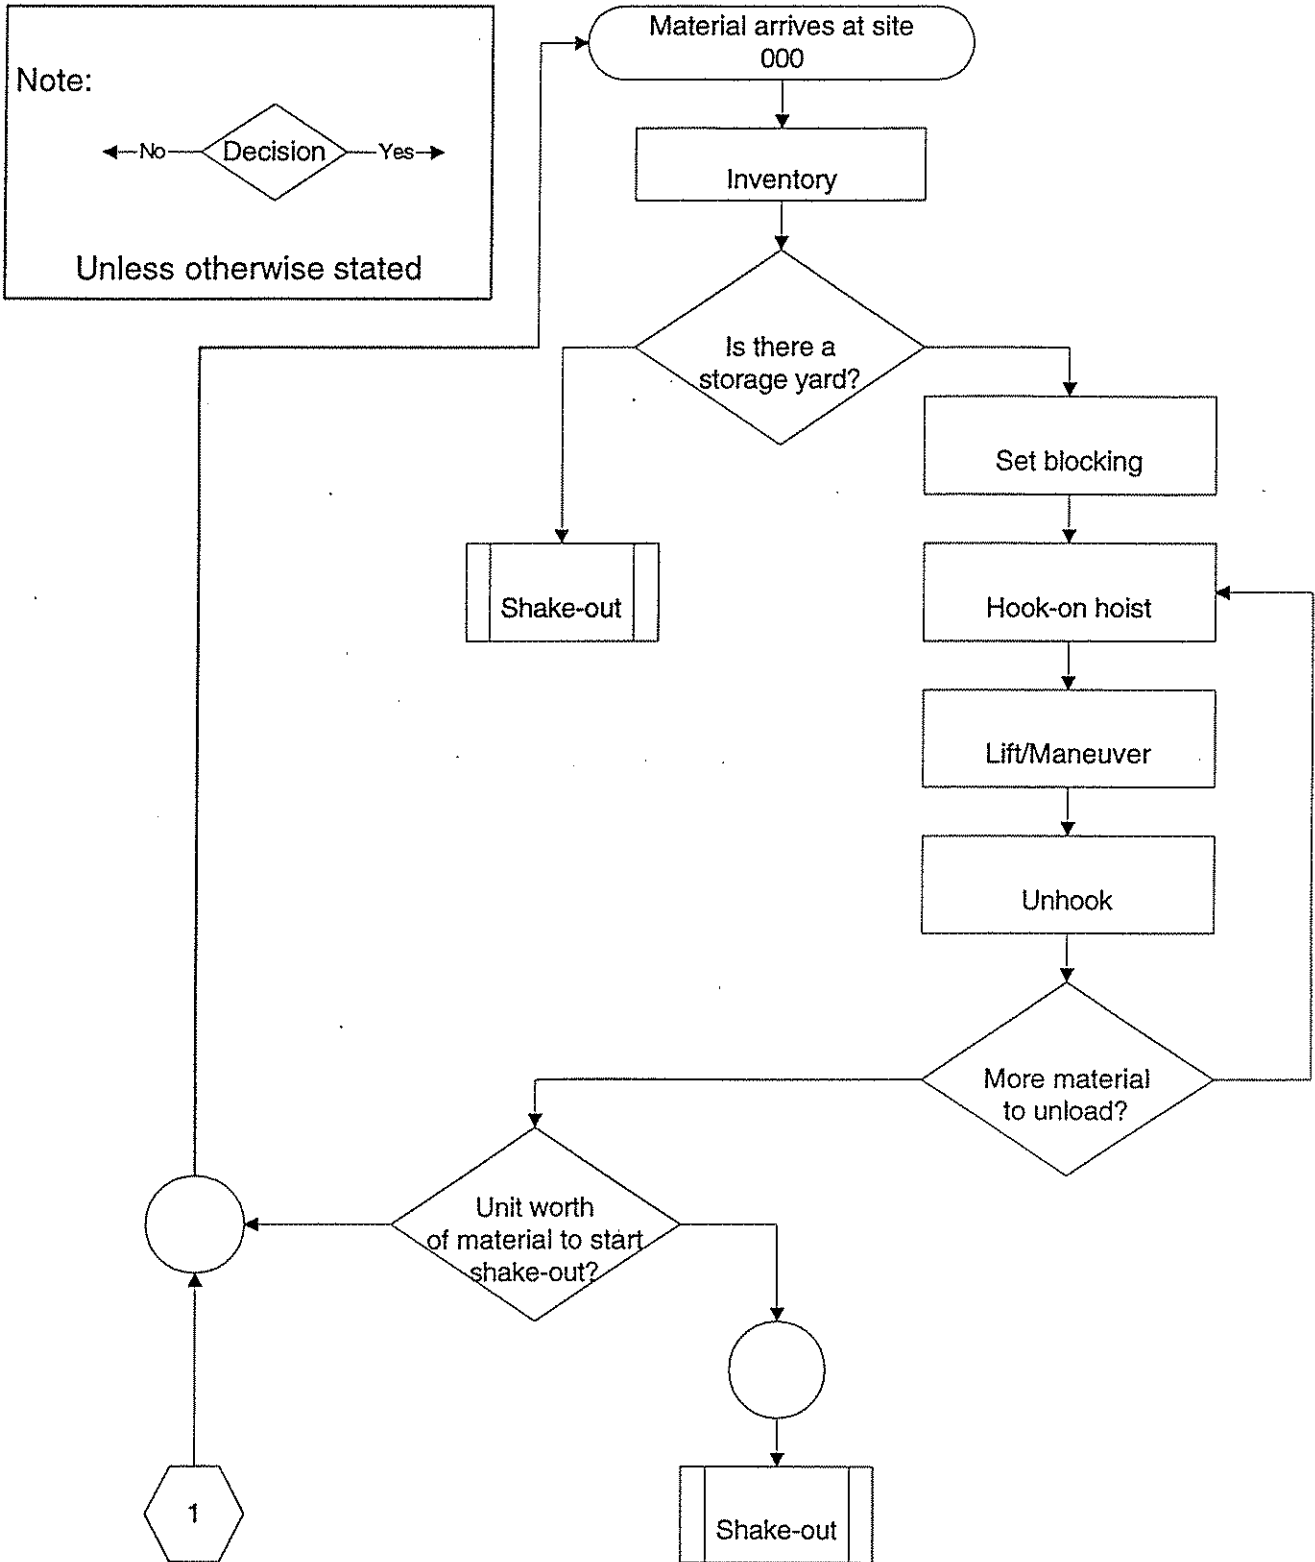 Note:
No
Decision
Yes
Unless otherwise stated
Material arrives at site
000
Inventory
Is there a
storage yard?
Set blocking
Shake-out
Hook-on hoist
Lift/Maneuver
Unhook
More material
to unload?
Unit worth
of material to start
shake-out?
1
Shake-out